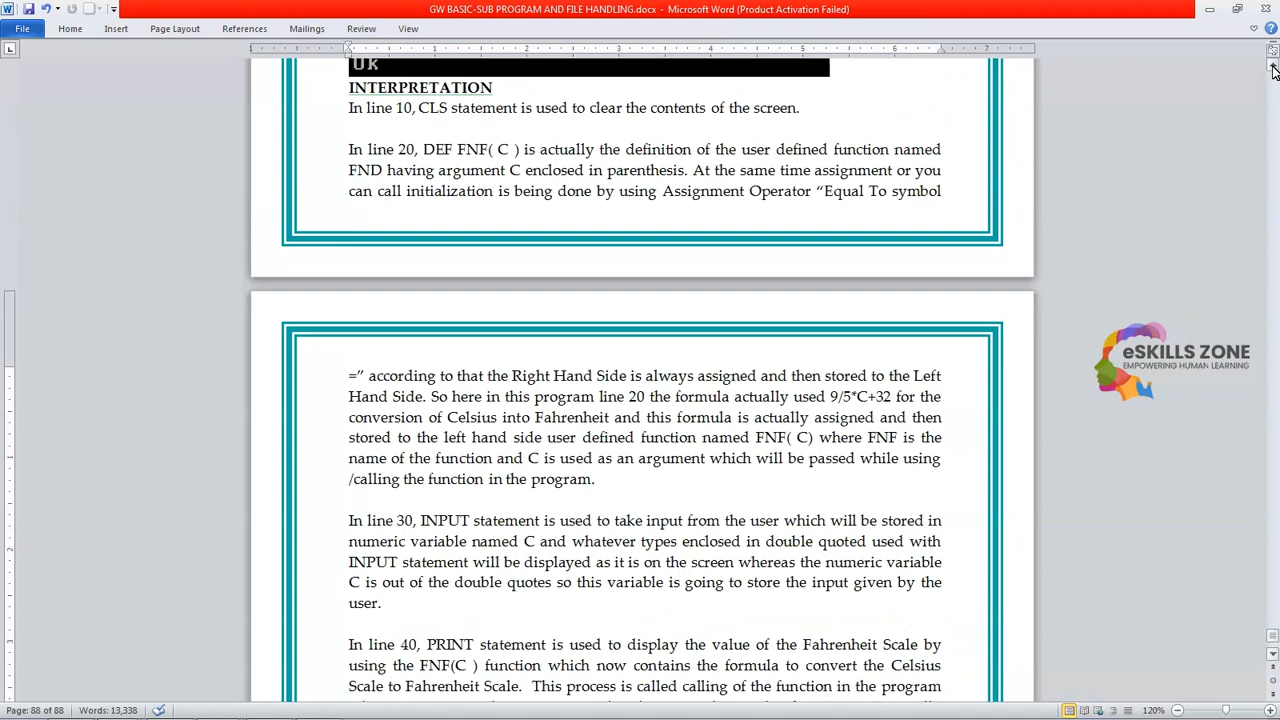 GW BASIC-SUB PROGRAM AND FILE HANDLING.docx - Microsoft Word (Product Activation Failed)
File Home Insert Page Layout References Mailings Review View
1 1 2 3 4 5 6 7
Ok
INTERPRETATION
In line 10, CLS statement is used to clear the contents of the screen.
In line 20, DEF FNF( C ) is actually the definition of the user defined function named
FND having argument C enclosed in parenthesis. At the same time assignment or you
can call initialization is being done by using Assignment Operator “Equal To symbol
=” according to that the Right Hand Side is always assigned and then stored to the Left
Hand Side. So here in this program line 20 the formula actually used 9/5*C+32 for the
conversion of Celsius into Fahrenheit and this formula is actually assigned and then
stored to the left hand side user defined function named FNF( C) where FNF is the
name of the function and C is used as an argument which will be passed while using
/calling the function in the program.
In line 30, INPUT statement is used to take input from the user which will be stored in
numeric variable named C and whatever types enclosed in double quoted used with
INPUT statement will be displayed as it is on the screen whereas the numeric variable
C is out of the double quotes so this variable is going to store the input given by the
user.
In line 40, PRINT statement is used to display the value of the Fahrenheit Scale by
using the FNF(C ) function which now contains the formula to convert the Celsius
Scale to Fahrenheit Scale. This process is called calling of the function in the program
eSKILLS ZONE
EMPOWERING HUMAN LEARNING
Page: 88 of 88 Words: 13,338 120%